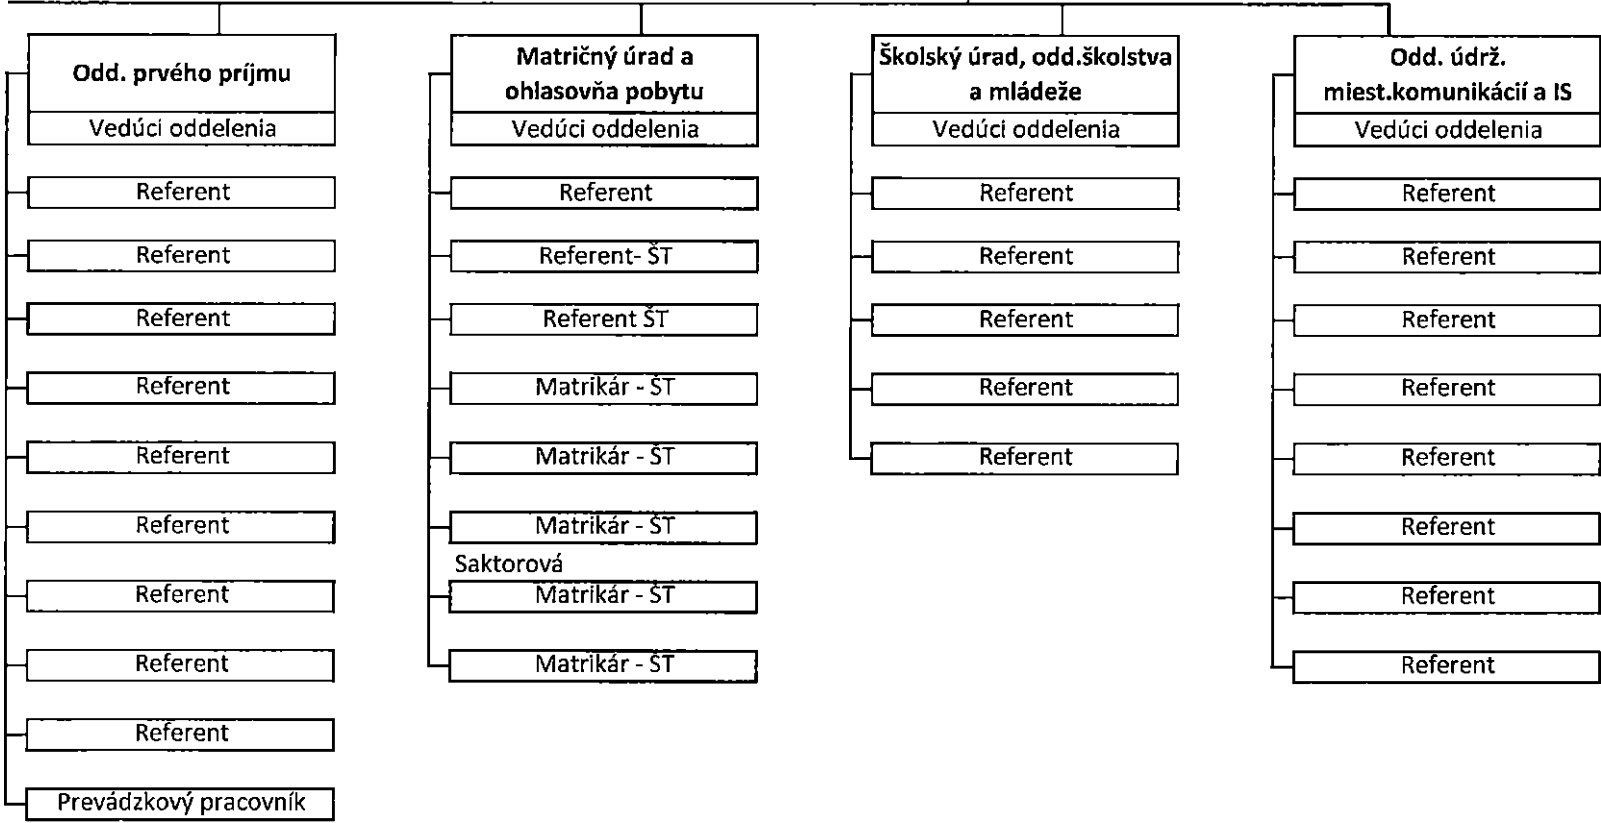 Odd. prvého príjmu
Vedúci oddelenia
Referent
Referent
Referent
Referent
Referent
Referent
Referent
Referent
Referent
Prevádzkový pracovník
Matričný úrad a
ohlasovňa pobytu
Vedúci oddelenia
Referent
Referent- ŠT
Referent ŠT
Matrikár - ŠT
Matrikár - ŠT
Matrikár - ŠT
Saktorová
Matrikár - ŠT
Matrikár - ŠT
Školský úrad, odd.školstva
a mládeže
Vedúci oddelenia
Referent
Referent
Referent
Referent
Referent
Odd. údrž.
miest.komunikácií a IS
Vedúci oddelenia
Referent
Referent
Referent
Referent
Referent
Referent
Referent
Referent